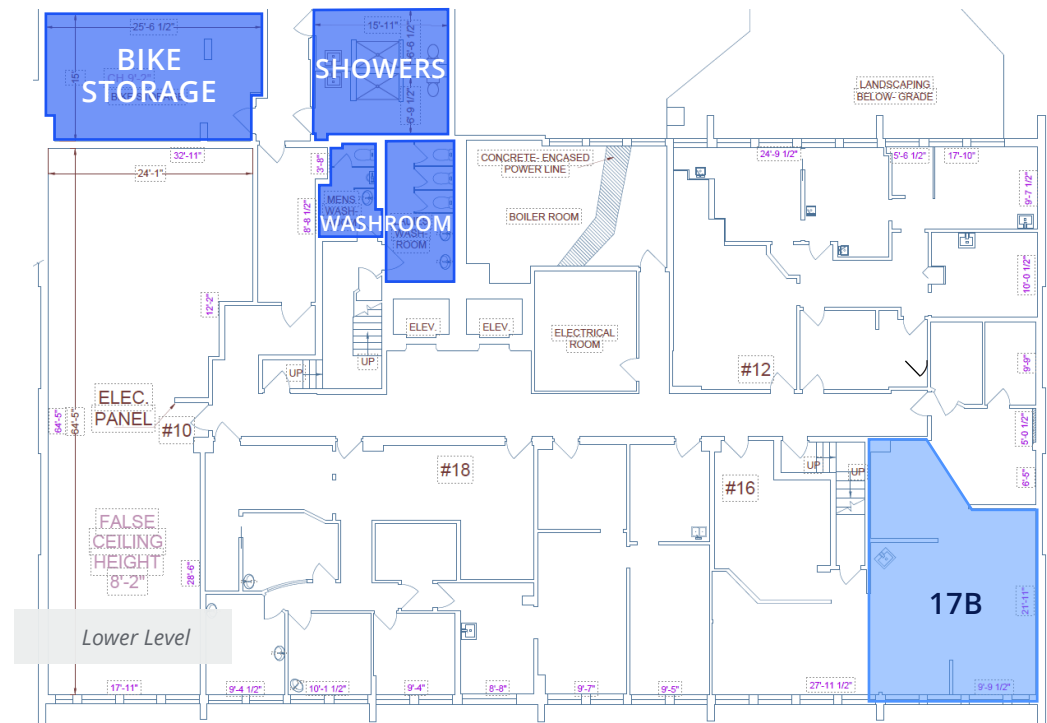 25'-6 1/2"
BIKE
STORAGE
CH 9'-2"
15'
15'-11"
6'-6 1/2"
SHOWERS
6'-9 1/2"
LANDSCAPING
BELOW- GRADE
32'-11"
24'-1"
3'-8"
8'-8 1/2"
MENS
WASH-
WASHROOM
WASH-
ROOM
CONCRETE- ENCASED
POWER LINE
BOILER ROOM
24'-9 1/2"
5'-6 1/2"
17'-10"
9'-7 1/2"
10'-0 1/2"
12'-2"
ELEV.
ELEV.
ELECTRICAL
ROOM
UP
UP
#12
9'-9"
ELEC.
PANEL
#10
64'-5"
64'-5"
5'-0 1/2"
6'-5"
#18
UP
UP
#16
FALSE
CEILING
HEIGHT
8'-2"
28'-6"
17B
21'-11"
Lower Level
17'-11"
9'-4 1/2"
10'-1 1/2"
9'-4"
8'-8"
9'-7"
9'-5"
27'-11 1/2"
9'-9 1/2"